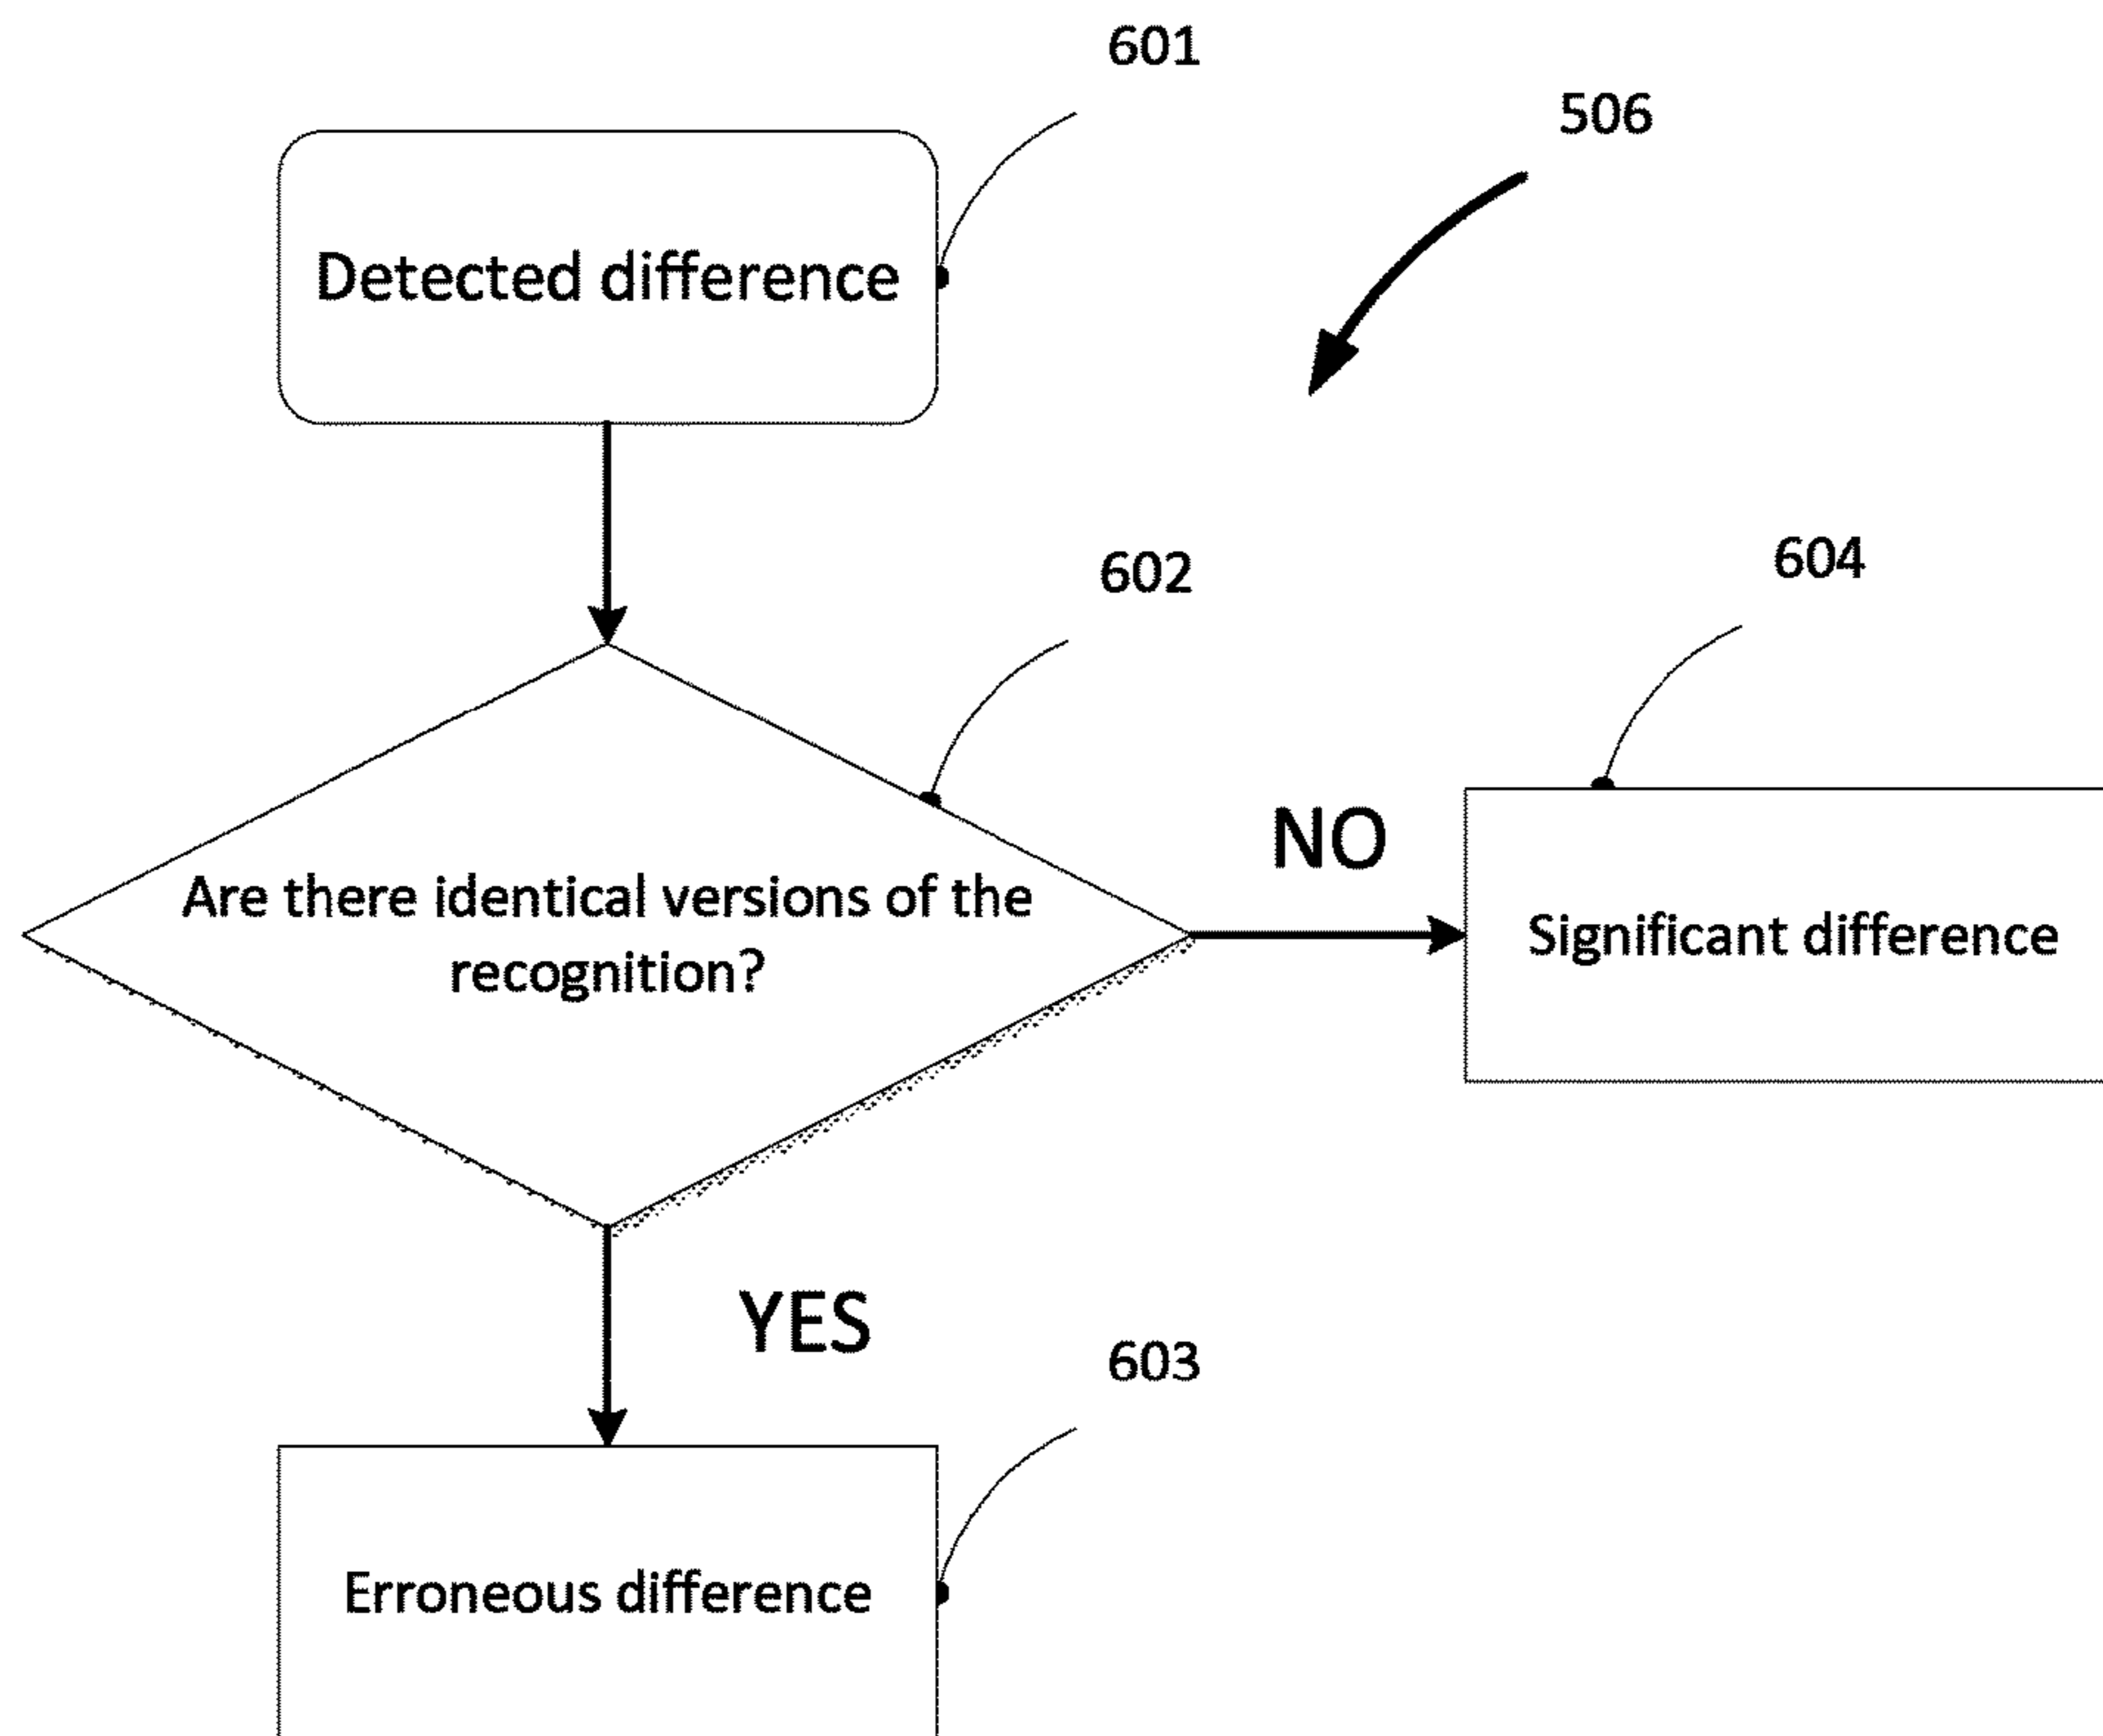 601
506
Detected difference
602
604
NO
Are there identical versions of the
recognition?
Significant difference
YES
603
Erroneous difference